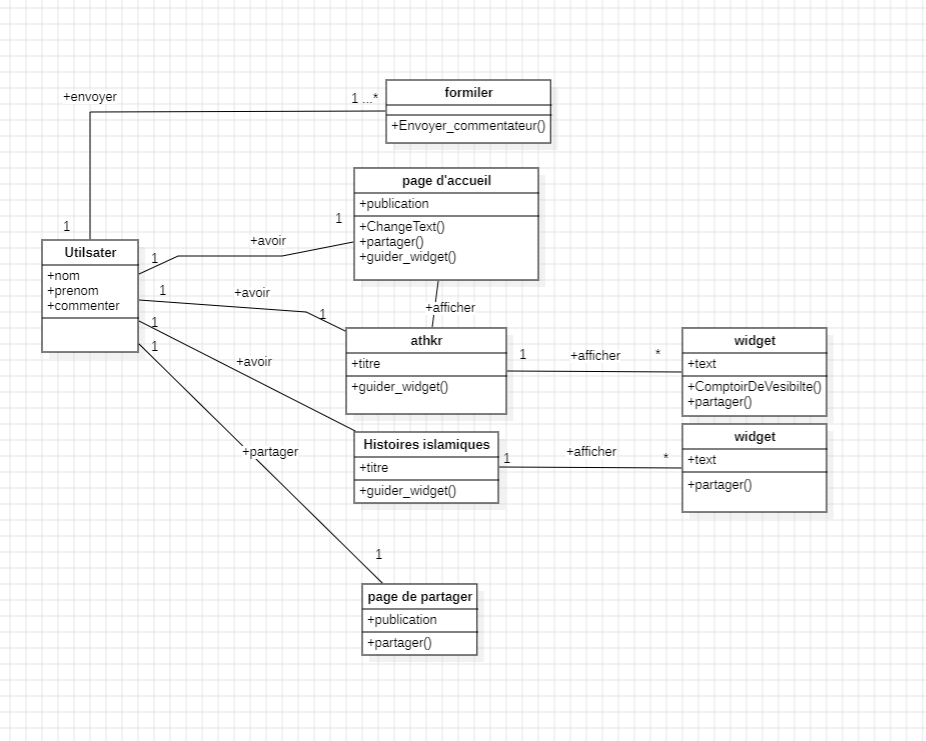 +envoyer
1 ...*
formiler
+Envoyer_commentateur()
1
page d'accueil
+publication
+ChangeText()
+partager()
+guider_widget()
1
+avoir
1
Utilsater
+nom
+prenom
+commenter
1
+avoir
1
1
+avoir
1
+afficher
athkr
+titre
+guider_widget()
1
+afficher
*
widget
+text
+ComptoirDeVesibilte()
+partager()
Histoires islamiques
+titre
+guider_widget()
1
+afficher
*
widget
+text
+partager()
+partager
1
page de partager
+publication
+partager()